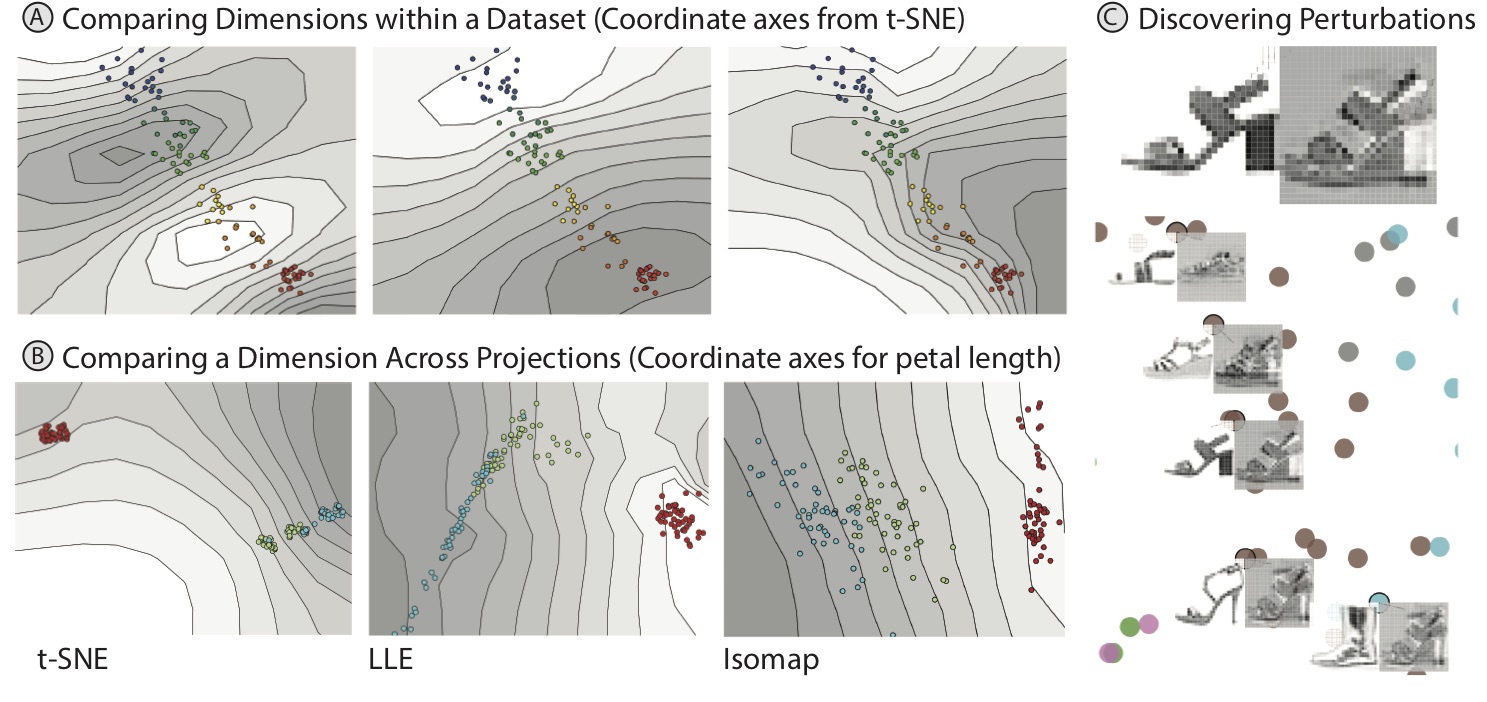 A Comparing Dimensions within a Dataset (Coordinate axes from t-SNE)
C Discovering Perturbations
B Comparing a Dimension Across Projections (Coordinate axes for petal length)
t-SNE
LLE
Isomap